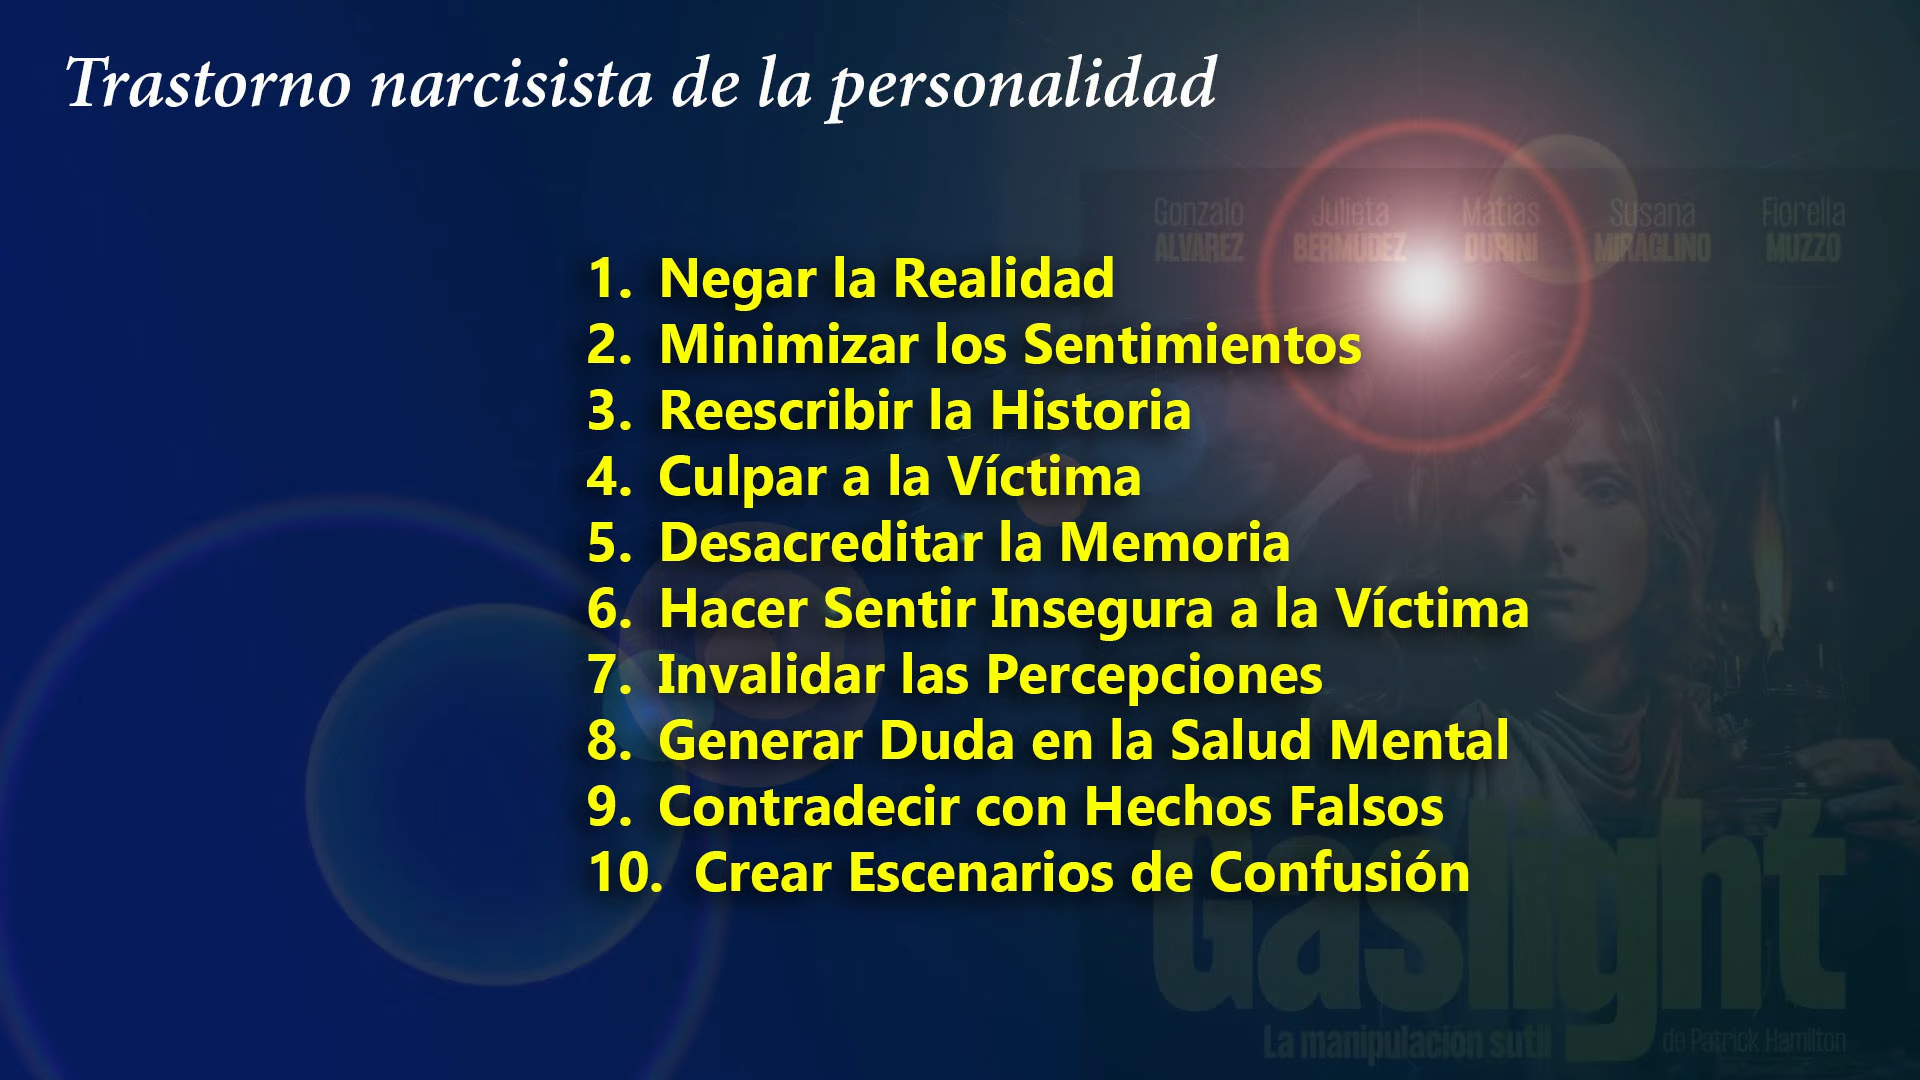 Trastorno narcisista de la personalidad
Gonzalo Julieta Matías Susana Fiorella
ALVAREZ BERMÚDEZ DURINI MIRAGLINO MUZZO
1. Negar la Realidad
2. Minimizar los Sentimientos
3. Reescribir la Historia
4. Culpar a la Víctima
5. Desacreditar la Memoria
6. Hacer Sentir Insegura a la Víctima
7. Invalidar las Percepciones
8. Generar Duda en la Salud Mental
9. Contradecir con Hechos Falsos
10. Crear Escenarios de Confusión
Gaslight
La manipulación sutil
de Patrick Hamilton